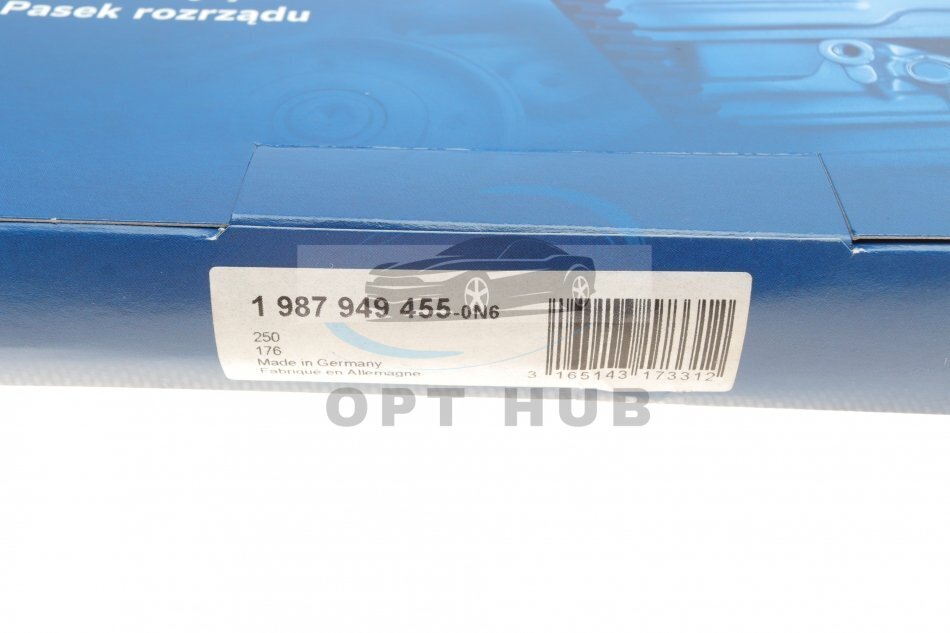 Pasek rozrządu
1 987 949 455-0N6
250
176
Made in Germany
Fabriqué en Allemagne
3 165143 173312
OPT HUB